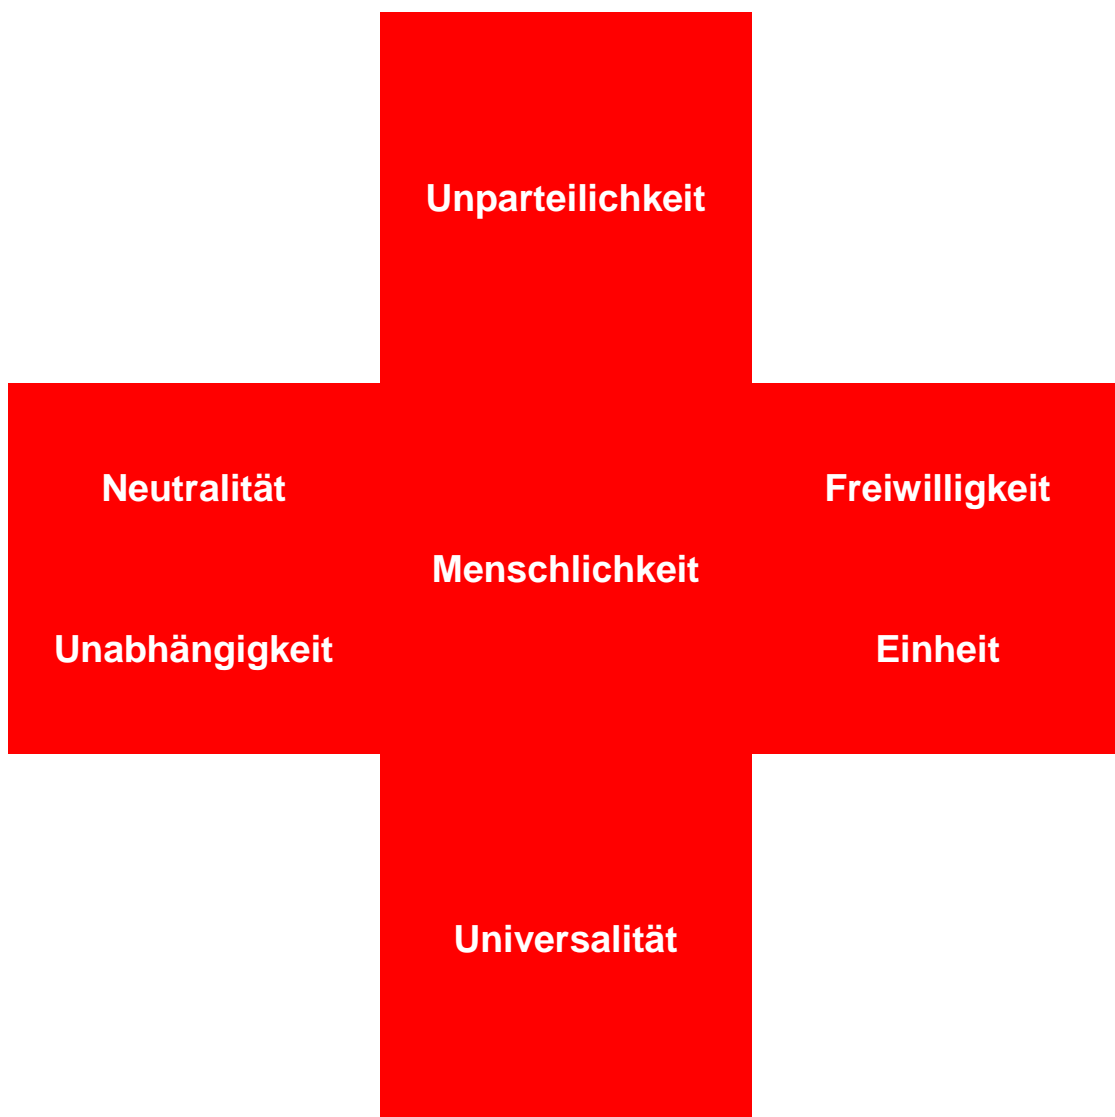 Unparteilichkeit
Neutralität
Freiwilligkeit
Menschlichkeit
Unabhängigkeit
Einheit
Universalität